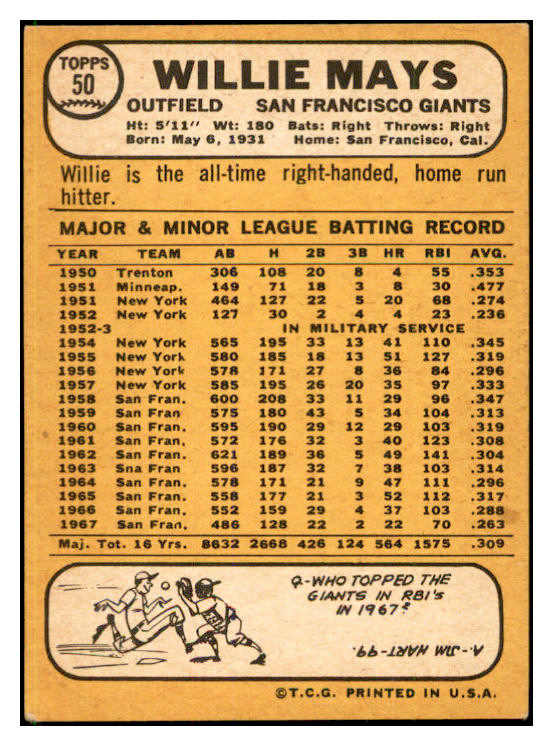 TOPPS
50
WILLIE MAYS
OUTFIELD SAN FRANCISCO GIANTS
Ht: 5'11" Wt: 180 Bats: Right Throws: Right
Born: May 6, 1931 Home: San Francisco, Cal.
Willie is the all-time right-handed, home run
hitter.
MAJOR & MINOR LEAGUE BATTING RECORD
YEAR TEAM AB H 2B 3B HR RBI AVG.
1950 Trenton 306 108 20 8 4 55 .353
1951 Minneap. 149 71 18 3 8 30 .477
1951 New York 464 127 22 5 20 68 .274
1952 New York 127 30 2 4 4 23 .236
1952-3 IN MILITARY SERVICE
1954 New York 565 195 33 13 41 110 .345
1955 New York 580 185 18 13 51 127 .319
1956 New York 578 171 27 8 36 84 .296
1957 New York 585 195 26 20 35 97 .333
1958 San Fran. 600 208 33 11 29 96 .347
1959 San Fran 575 180 43 5 34 104 .313
1960 San Fran. 595 190 29 12 29 103 .319
1961 San Fran. 572 176 32 3 40 123 .308
1962 San Fran. 621 189 36 5 49 141 .304
1963 Sna Fran 596 187 32 7 38 103 .314
1964 San Fran. 578 171 21 9 47 111 .296
1965 San Fran. 558 177 21 3 52 112 .317
1966 San Fran. 552 159 29 4 37 103 .288
1967 San Fran. 486 128 22 2 22 70 .263
Maj. Tot. 16 Yrs. 8632 2668 426 124 564 1575 .309
Q-WHO TOPPED THE
GIANTS IN RBI'S
IN 1967?
A.- JIM HART-99.
©T.C.G. PRINTED IN U.S.A.